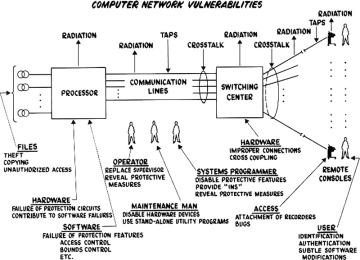 COMPUTER NETWORK VULNERABILITIES
RADIATION
RADIATION
TAPS
RADIATION
CROSSTALK
RADIATION
CROSSTALK
RADIATION
TAPS
RADIATION
PROCESSOR
COMMUNICATION
LINES
SWITCHING
CENTER
FILES
THEFT
COPYING
UNAUTHORIZED ACCESS
HARDWARE
FAILURE OF PROTECTION CIRCUITS
CONTRIBUTE TO SOFTWARE FAILURES
SOFTWARE
FAILURE OF PROTECTION FEATURES
ACCESS CONTROL
BOUNDS CONTROL
ETC.
OPERATOR
REPLACE SUPERVISOR
REVEAL PROTECTIVE
MEASURES
MAINTENANCE MAN
DISABLE HARDWARE DEVICES
USE STAND-ALONE UTILITY PROGRAMS
SYSTEMS PROGRAMMER
DISABLE PROTECTIVE FEATURES
PROVIDE "INS"
REVEAL PROTECTIVE MEASURES
HARDWARE
IMPROPER CONNECTIONS
CROSS COUPLING
ACCESS
ATTACHMENT OF RECORDERS
BUGS
REMOTE
CONSOLES
USER
IDENTIFICATION
AUTHENTICATION
SUBTLE SOFTWARE
MODIFICATIONS